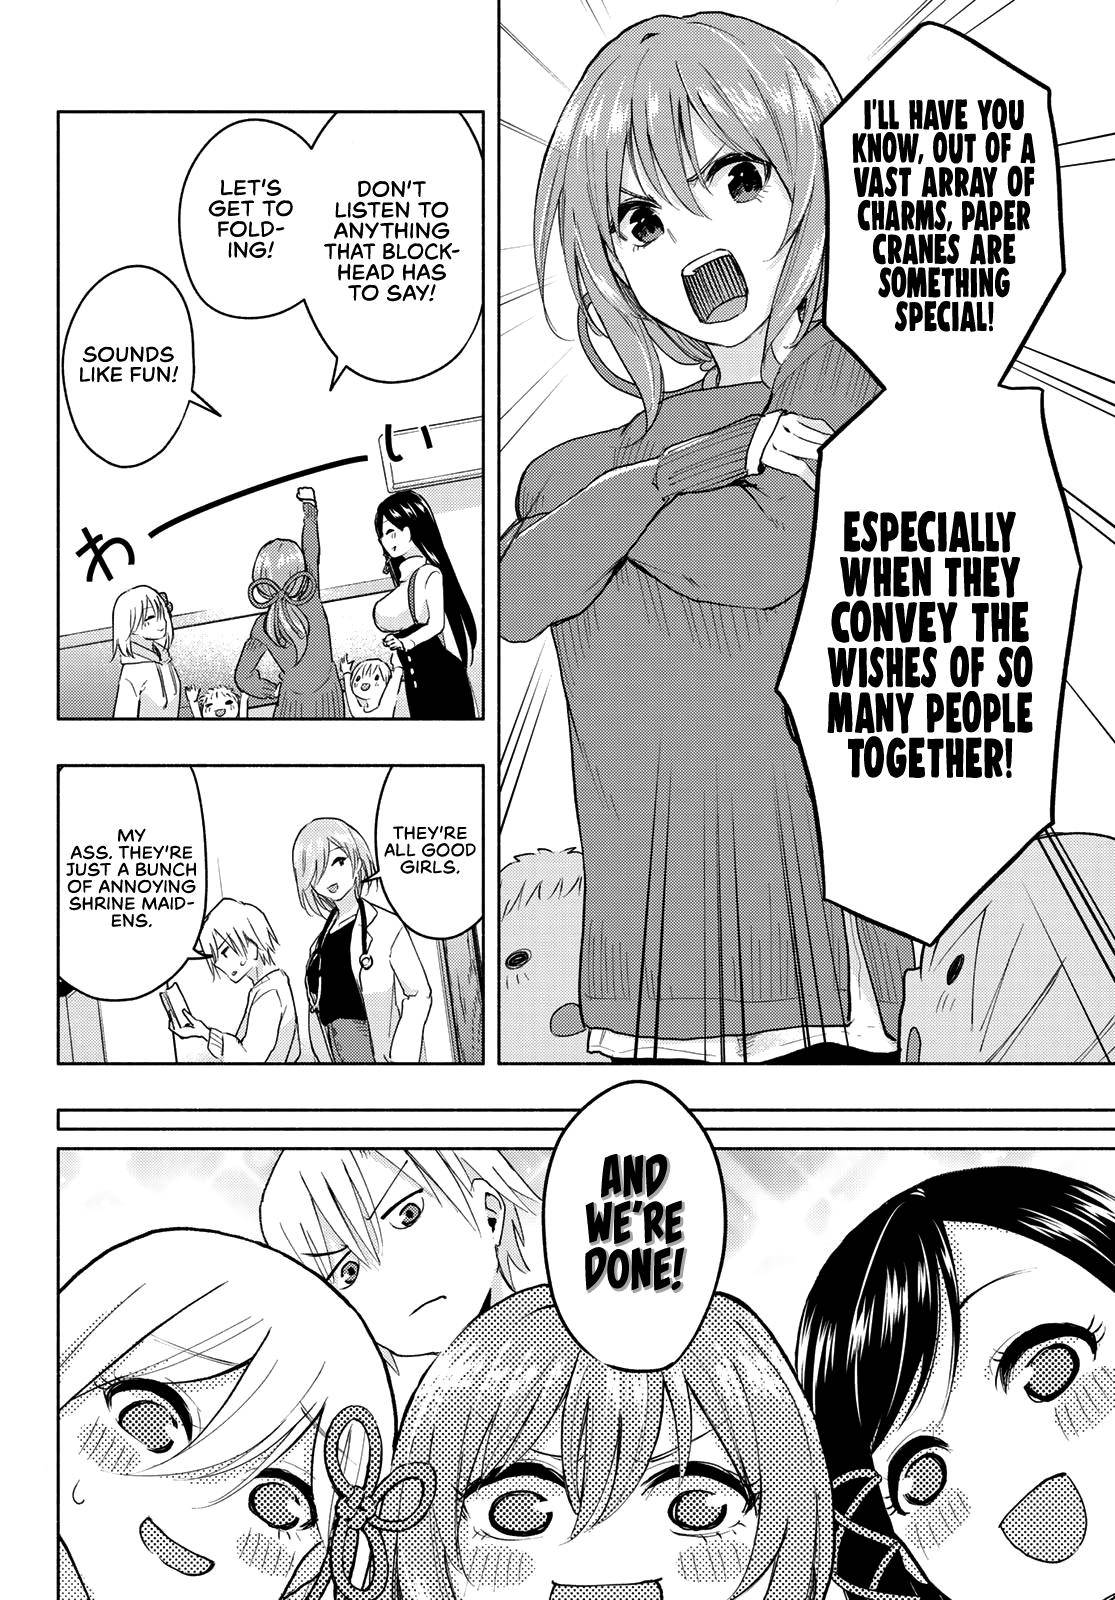 I'LL HAVE YOU
KNOW, OUT OF A
VAST ARRAY OF
CHARMS, PAPER
CRANES ARE
SOMETHING
SPECIAL!
ESPECIALLY
WHEN THEY
CONVEY THE
WISHES OF SO
MANY PEOPLE
TOGETHER!
DON'T
LISTEN TO
ANYTHING
THAT BLOCK-
HEAD HAS
TO SAY!
LET'S
GET TO
FOLD-
ING!
SOUNDS
LIKE FUN!
わーい
THEY'RE
ALL GOOD
GIRLS.
MY
ASS. THEY'RE
JUST A BUNCH
OF ANNOYING
SHRINE MAID-
ENS.
AND
WE'RE
DONE!